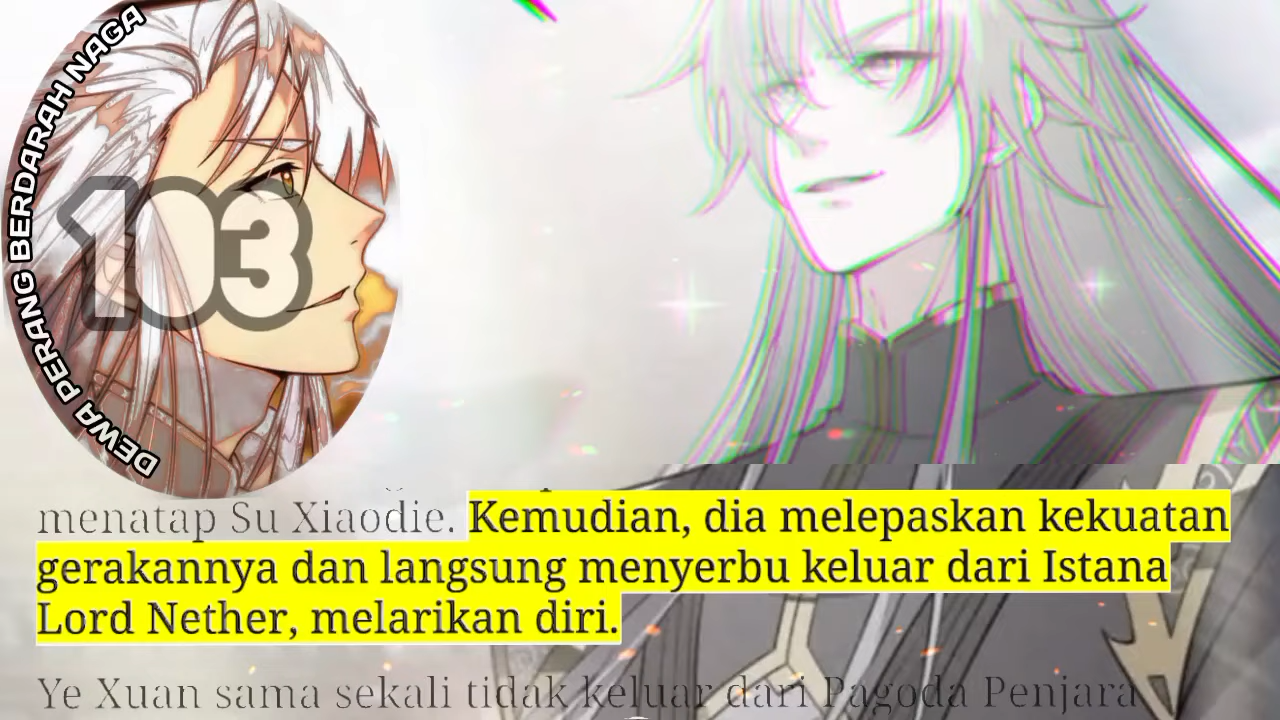 DEWA PERANG BERDARAH NAGA
103
menatap Su Xiaodie. Kemudian, dia melepaskan kekuatan
gerakannya dan langsung menyerbu keluar dari Istana
Lord Nether, melarikan diri.
Ye Xuan sama sekali tidak keluar dari Pagoda Penjara